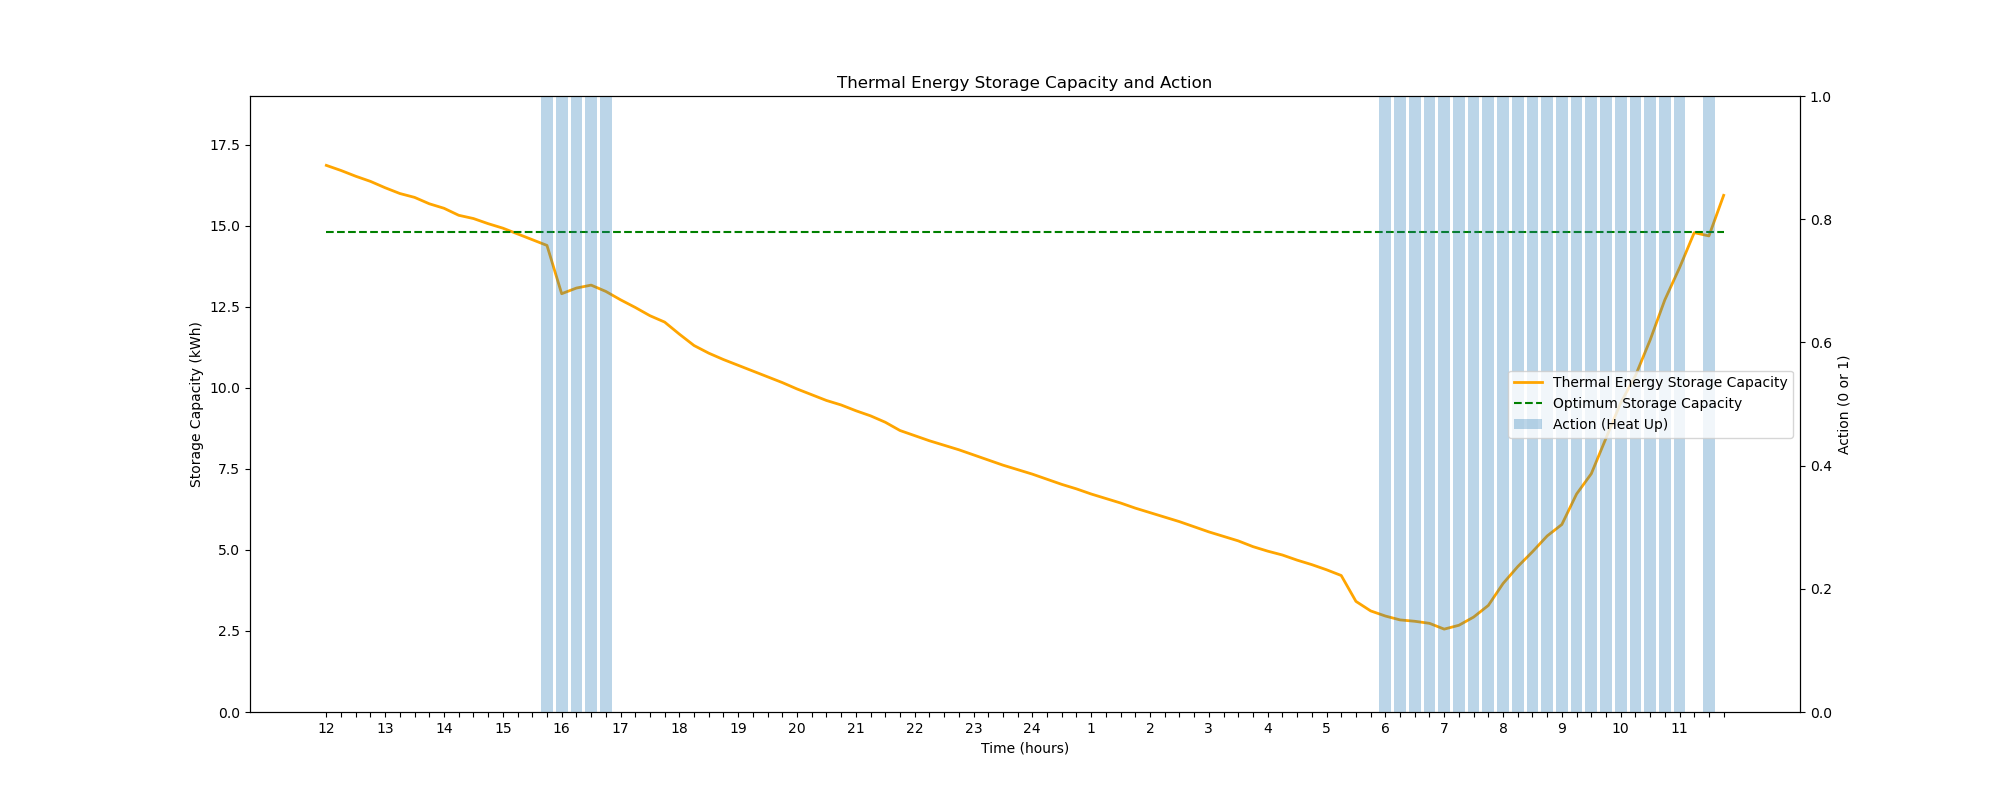 Thermal Energy Storage Capacity and Action
Storage Capacity (kWh)
17.5
15.0
12.5
10.0
7.5
5.0
2.5
0.0
1.0
0.8
0.6
0.4
0.2
0.0
Action (0 or 1)
Thermal Energy Storage Capacity
Optimum Storage Capacity
Action (Heat Up)
12 13 14 15 16 17 18 19 20 21 22 23 24 1 2 3 4 5 6 7 8 9 10 11
Time (hours)